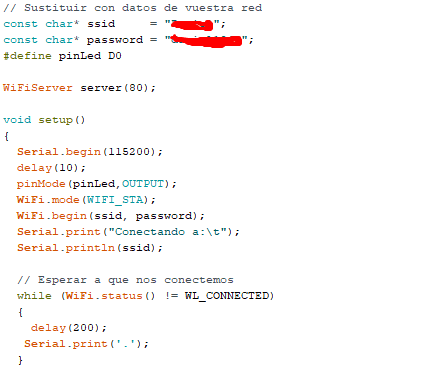 // Sustituir con datos de vuestra red
const char* ssid     = "";
const char* password = "";
#define pinLed D0
WiFiServer server(80);
void setup()
{
  Serial.begin(115200);
  delay(10);
  pinMode(pinLed,OUTPUT);
  WiFi.mode(WIFI_STA);
  WiFi.begin(ssid, password);
  Serial.print("Conectando a:\t");
  Serial.println(ssid);
  // Esperar a que nos conectemos
  while (WiFi.status() != WL_CONNECTED)
  {
    delay(200);
   Serial.print('.');
  }